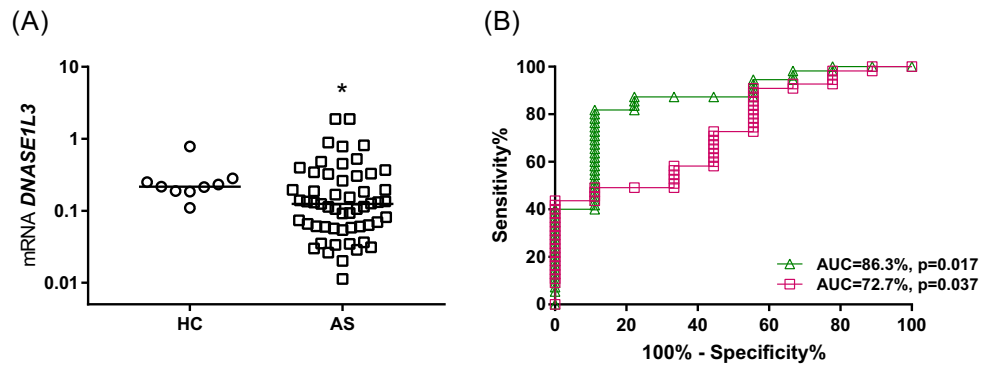 (A)
mRNA DNASE1L3
10
1
0.1
0.01
*
HC
AS
(B)
Sensitivity%
100
80
60
40
20
0
AUC=86.3%, p=0.017
AUC=72.7%, p=0.037
0
20
40
60
80
100
100% - Specificity%